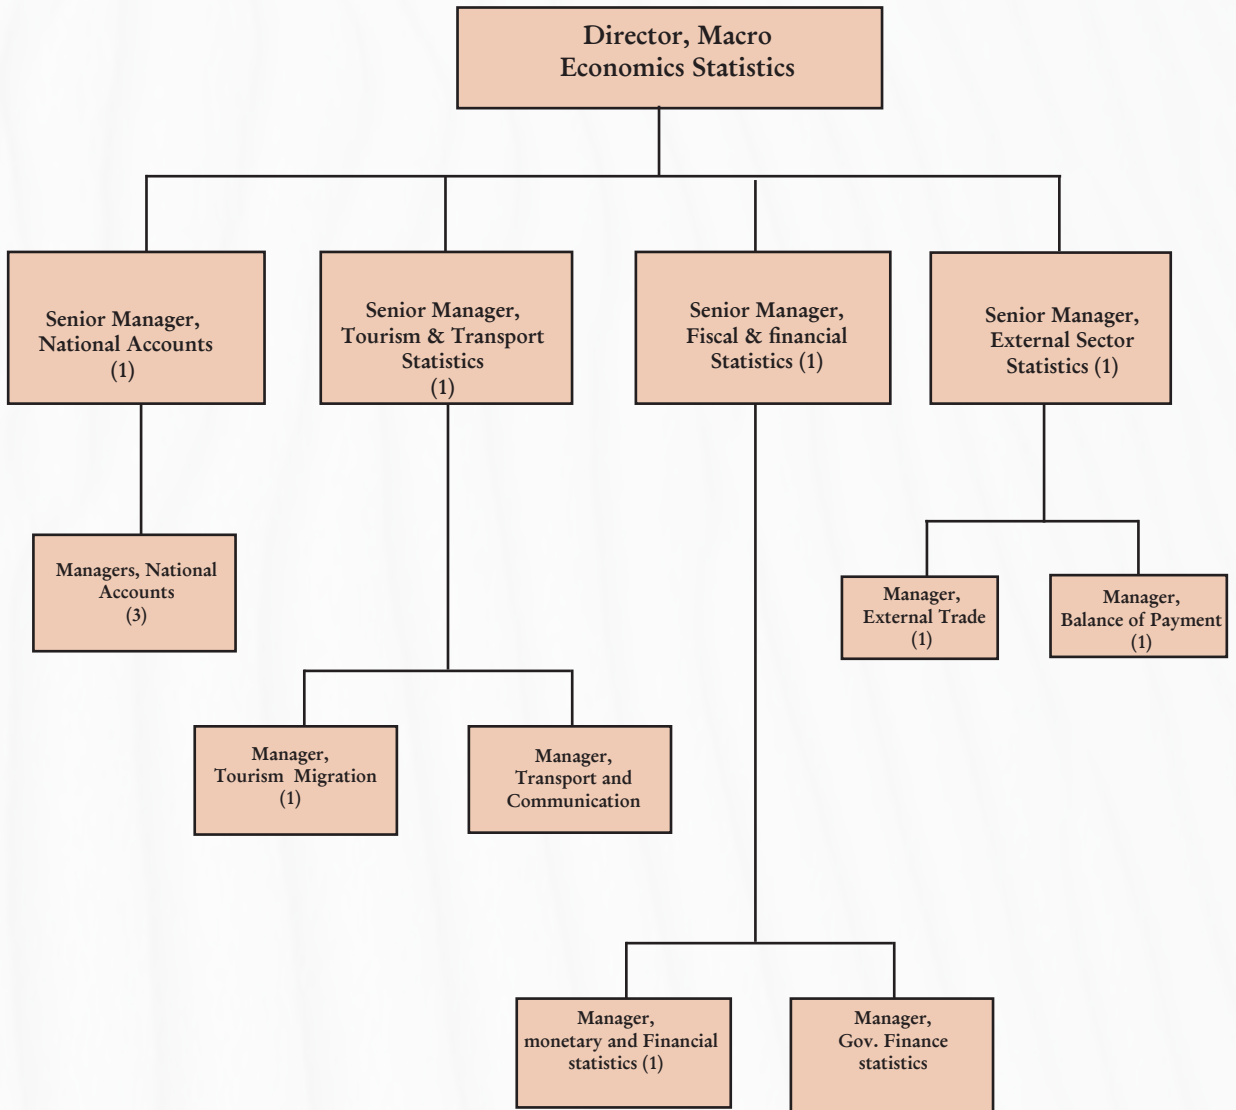 Director, Macro
Economics Statistics
Senior Manager,
National Accounts
(1)
Senior Manager,
Tourism & Transport
Statistics
(1)
Senior Manager,
Fiscal & financial
Statistics (1)
Senior Manager,
External Sector
Statistics (1)
Managers, National
Accounts
(3)
Manager,
External Trade
(1)
Manager,
Balance of Payment
(1)
Manager,
Tourism Migration
(1)
Manager,
Transport and
Communication
Manager,
monetary and Financial
statistics (1)
Manager,
Gov. Finance
statistics